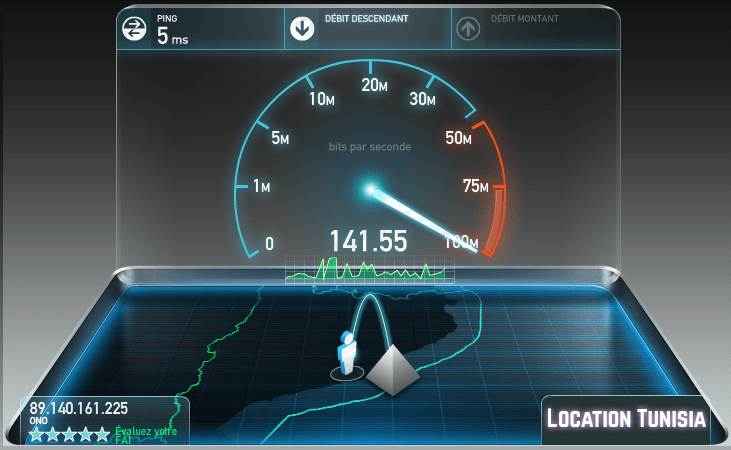 PING
5 ms
DÉBIT DESCENDANT
DÉBIT MONTANT
20M
10M
30M
5M
50M
bits par seconde
1M
75M
0
141.55
100M
89.140.161.225
ONO
Évaluez votre
FAI
LOCATION TUNISIA